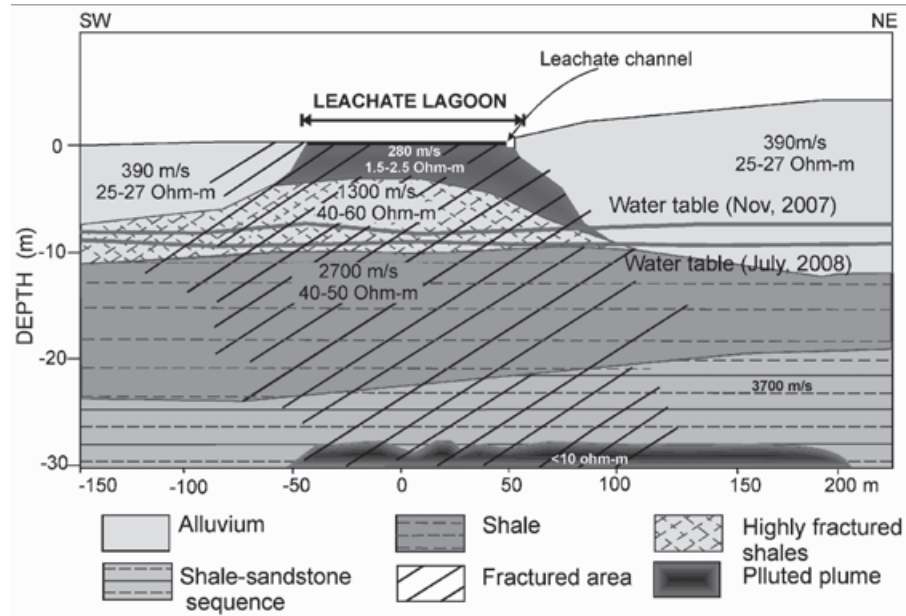 SW
NE
Leachate channel
LEACHATE LAGOON
0
280 m/s
1.5-2.5 Ohm-m
390 m/s
25-27 Ohm-m
390m/s
25-27 Ohm-m
1300 m/s
40-60 Ohm-m
Water table (Nov, 2007)
-10
Water table (July, 2008)
2700 m/s
40-50 Ohm-m
DEPTH (m)
-20
3700 m/s
<10 ohm-m
-30
-150 -100 -50 0 50 100 150 200 m
Alluvium
Shale
Highly fractured
shales
Shale-sandstone
sequence
Fractured area
Plluted plume